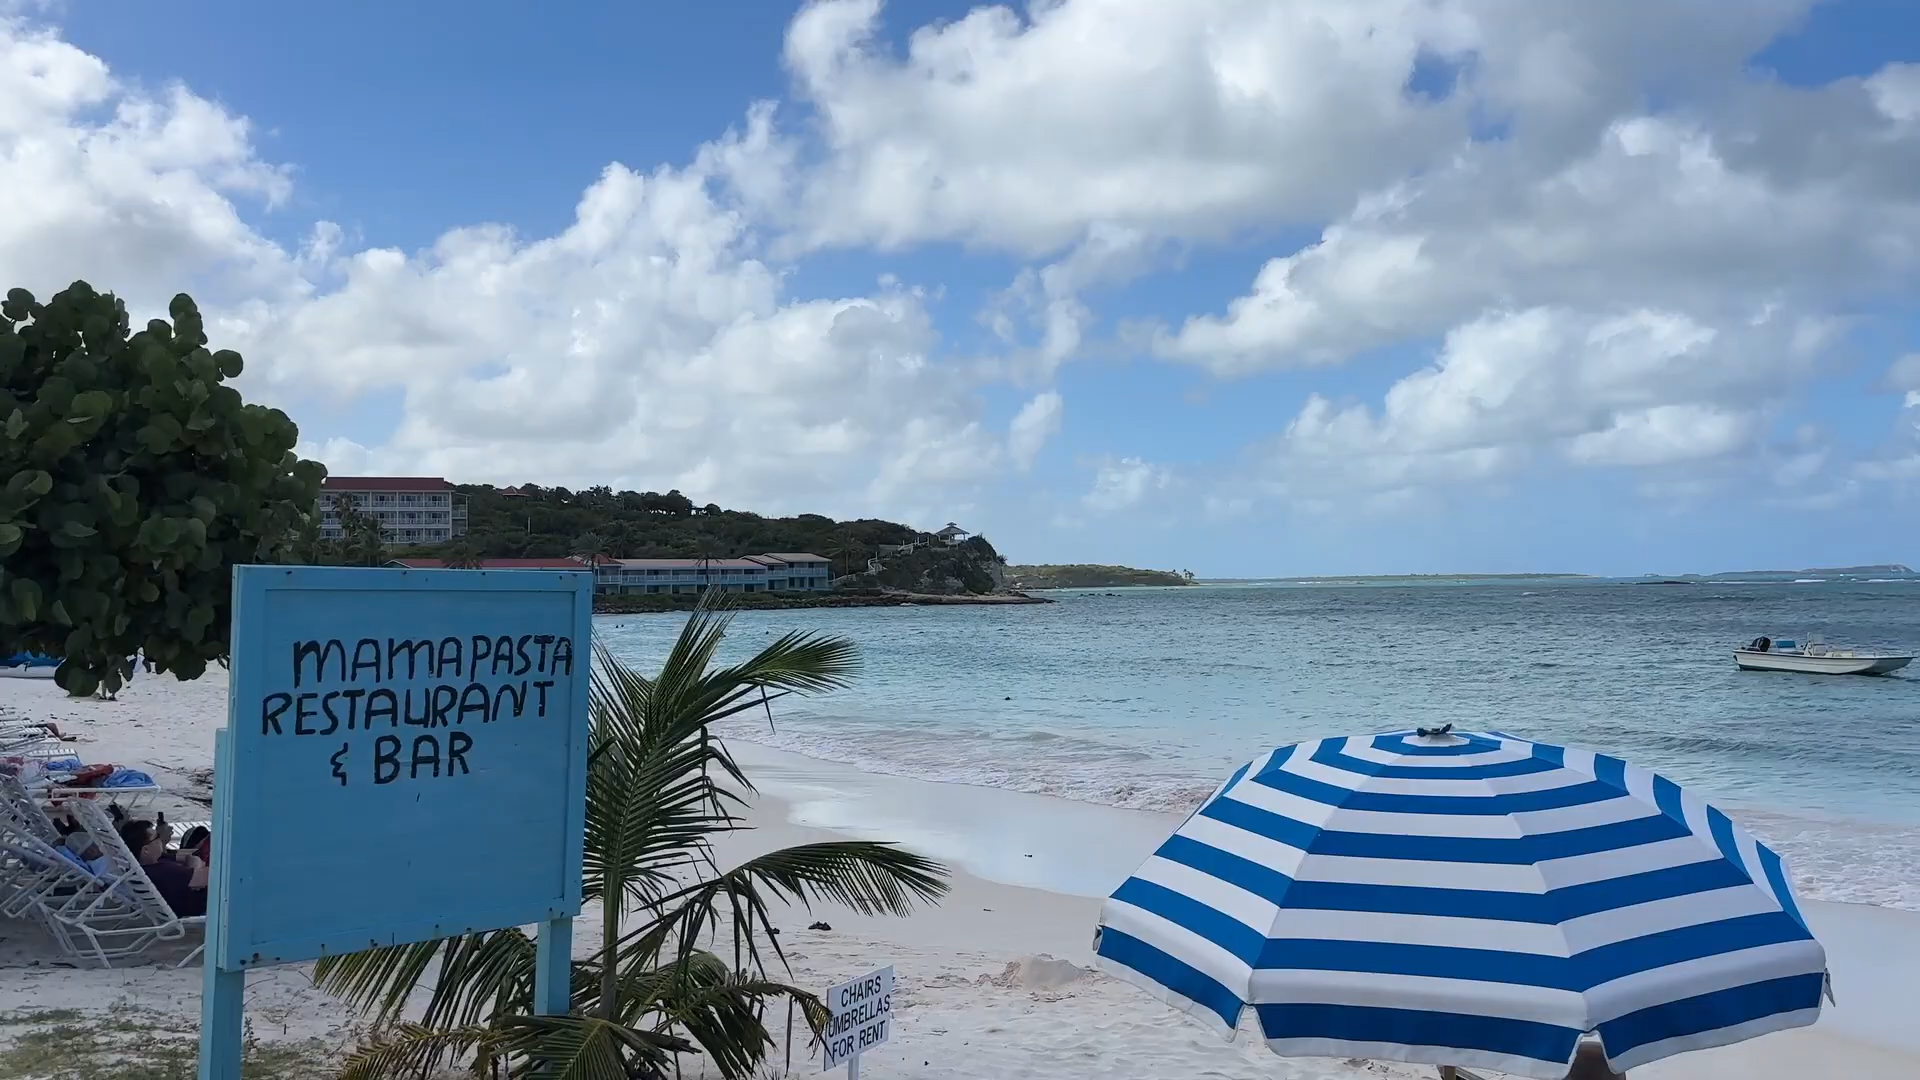 MAMAPASTA
RESTAURANT
& BAR
CHAIRS
UMBRELLAS
FOR RENT